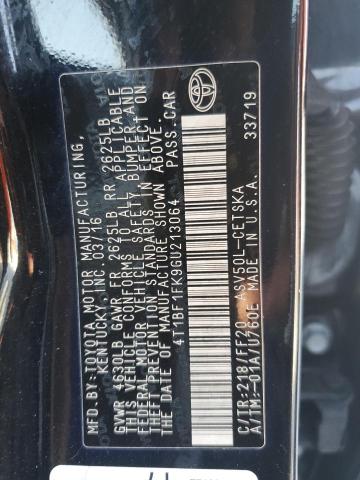 MFD. BY: TOYOTA MOTOR MANUFACTURING,
KENTUCKY, INC. 03/16
GVWR 4630LB GAWR FR 2625LB RR 2625LB
THIS VEHICLE CONFORMS TO ALL APPLICABLE
FEDERAL MOTOR VEHICLE SAFETY, BUMPER, AND
THEFT PREVENTION STANDARDS IN EFFECT ON
THE DATE OF MANUFACTURE SHOWN ABOVE.
4T1BF1FK9GU213064 PASS.CAR
C/TR:218/FF20 ASV50L-CETSKA
A/TM-01A/U760E MADE IN U.S.A. 33719